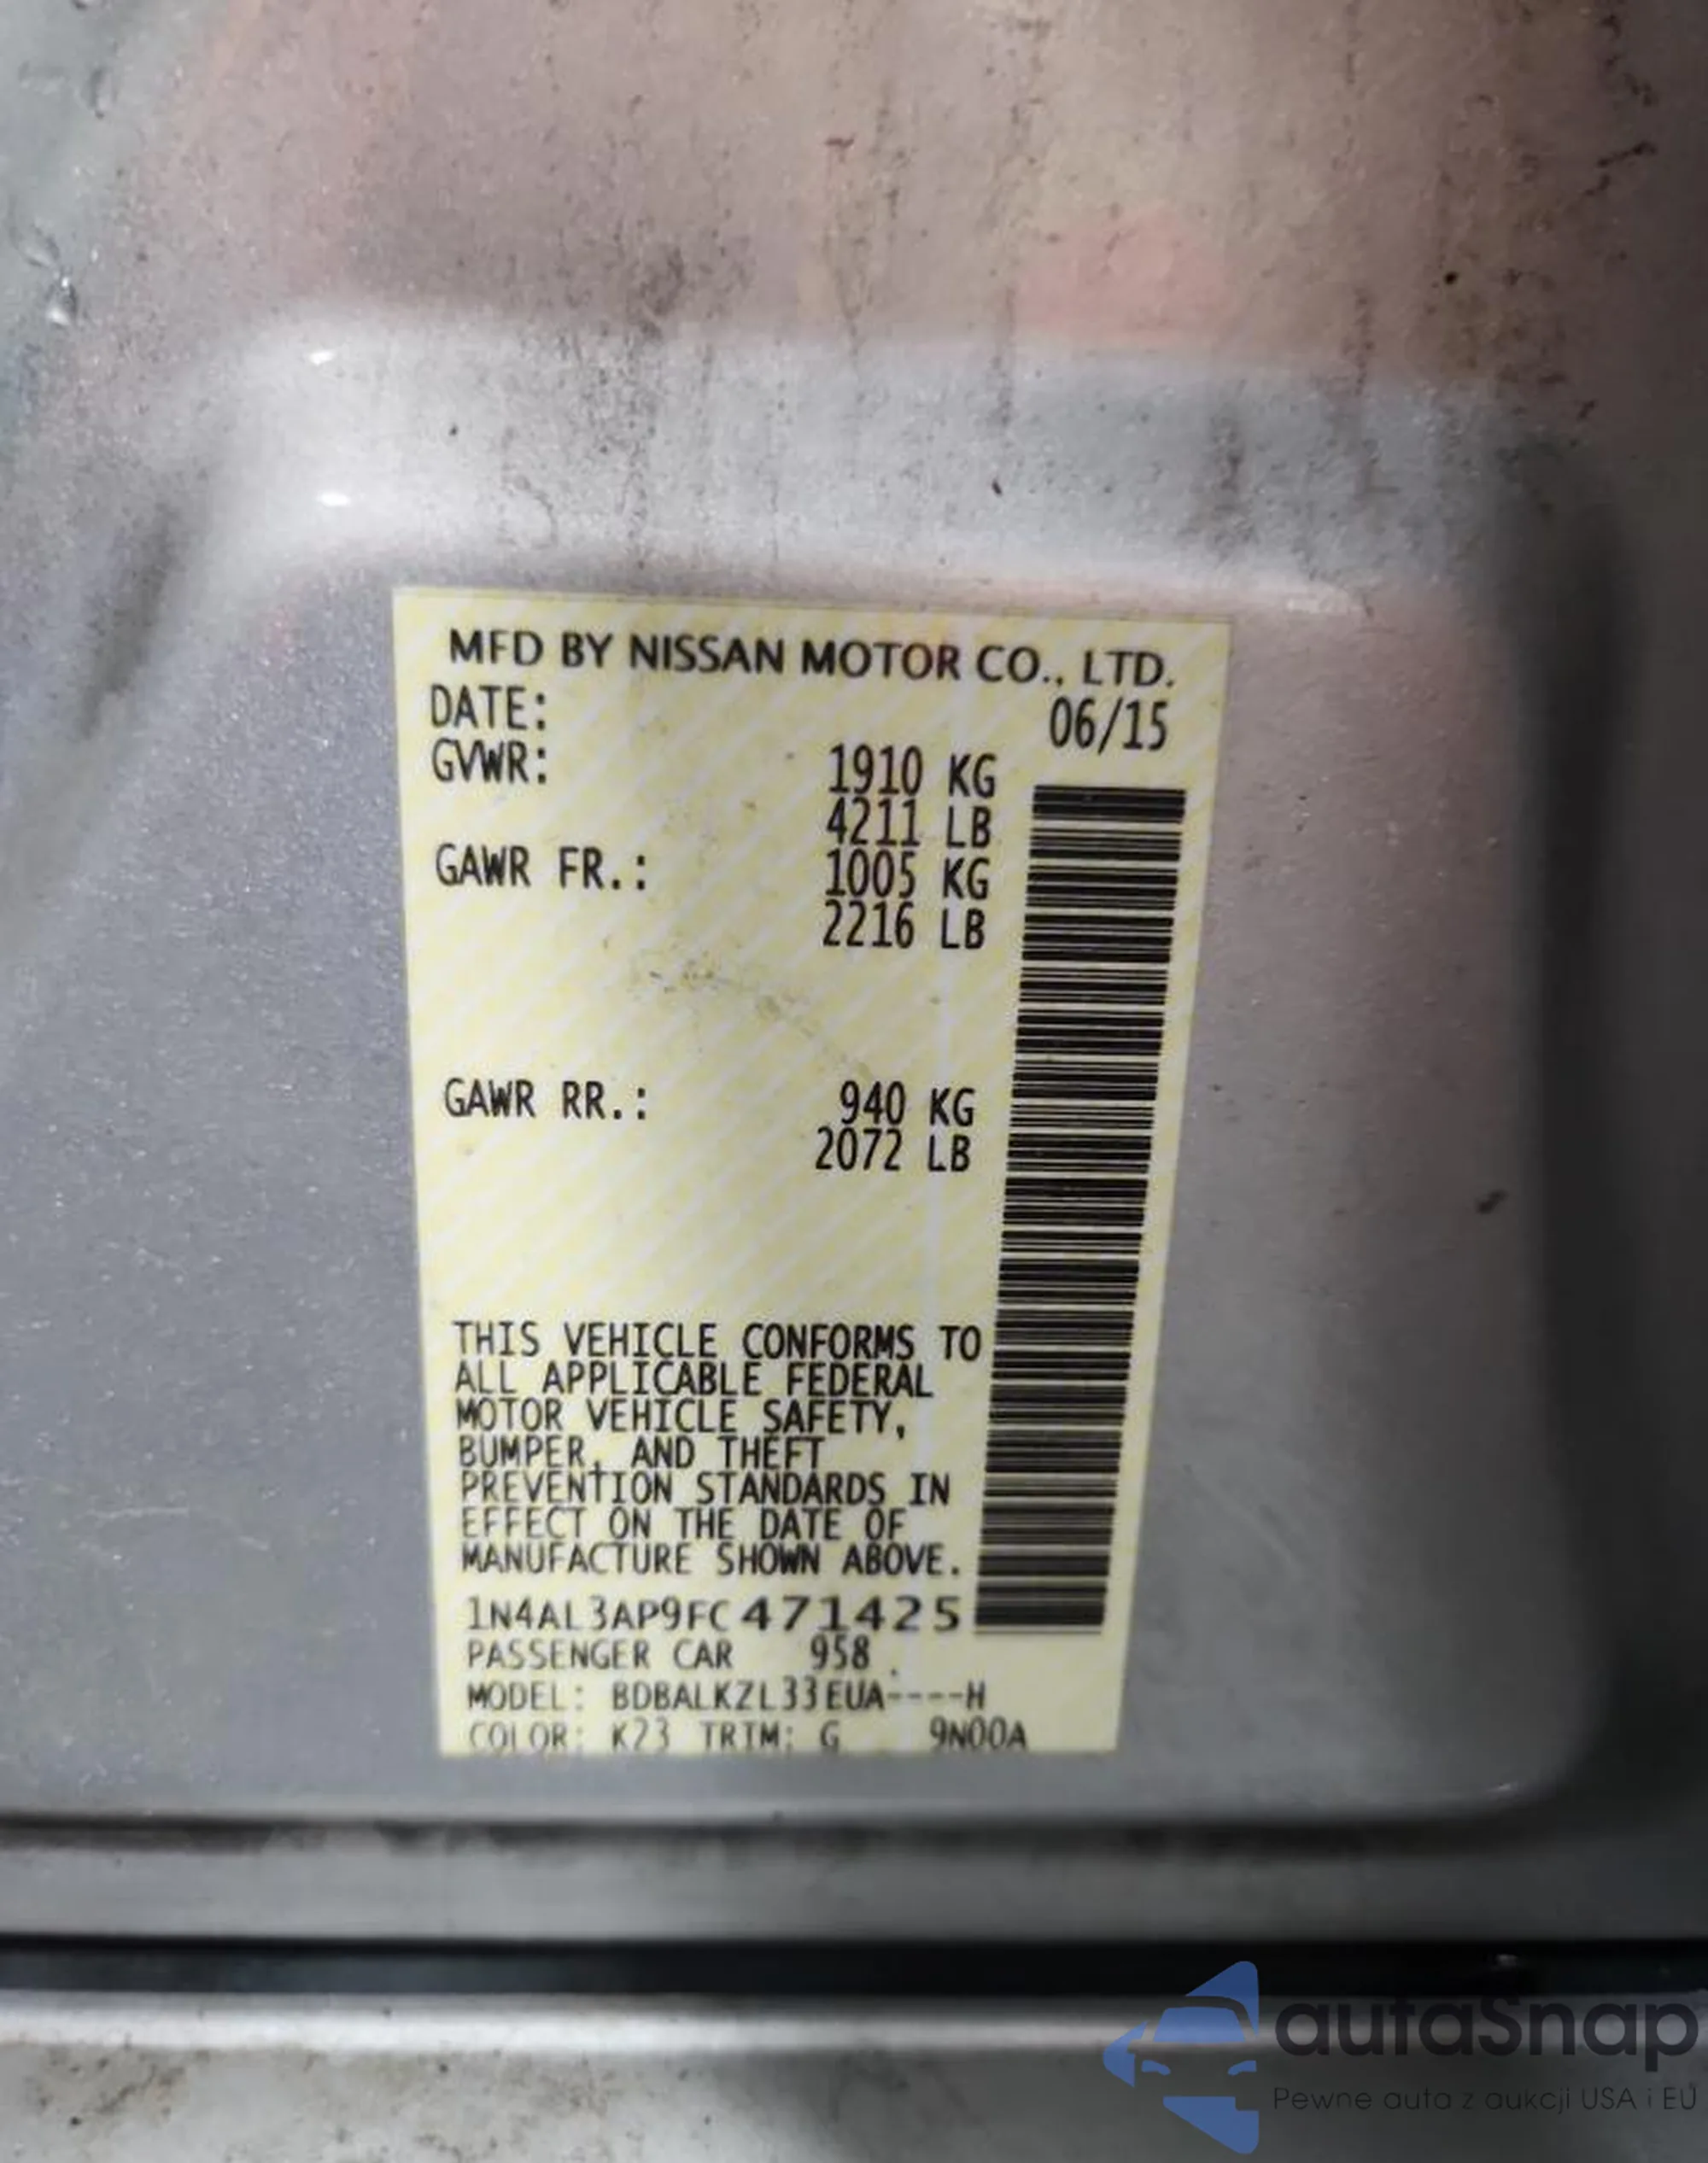 MFD BY NISSAN MOTOR CO., LTD.
DATE: 06/15
GVWR: 1910 KG
4211 LB
GAWR FR.: 1005 KG
2216 LB
GAWR RR.: 940 KG
2072 LB
THIS VEHICLE CONFORMS TO
ALL APPLICABLE FEDERAL
MOTOR VEHICLE SAFETY,
BUMPER, AND THEFT
PREVENTION STANDARDS IN
EFFECT ON THE DATE OF
MANUFACTURE SHOWN ABOVE.
1N4AL3AP9FC471425
PASSENGER CAR 958
MODEL: BDBALKZL33EUA----H
COLOR: K23 TRIM: G 9N00A
autaSnap
Pewne auta z aukcji USA i EU